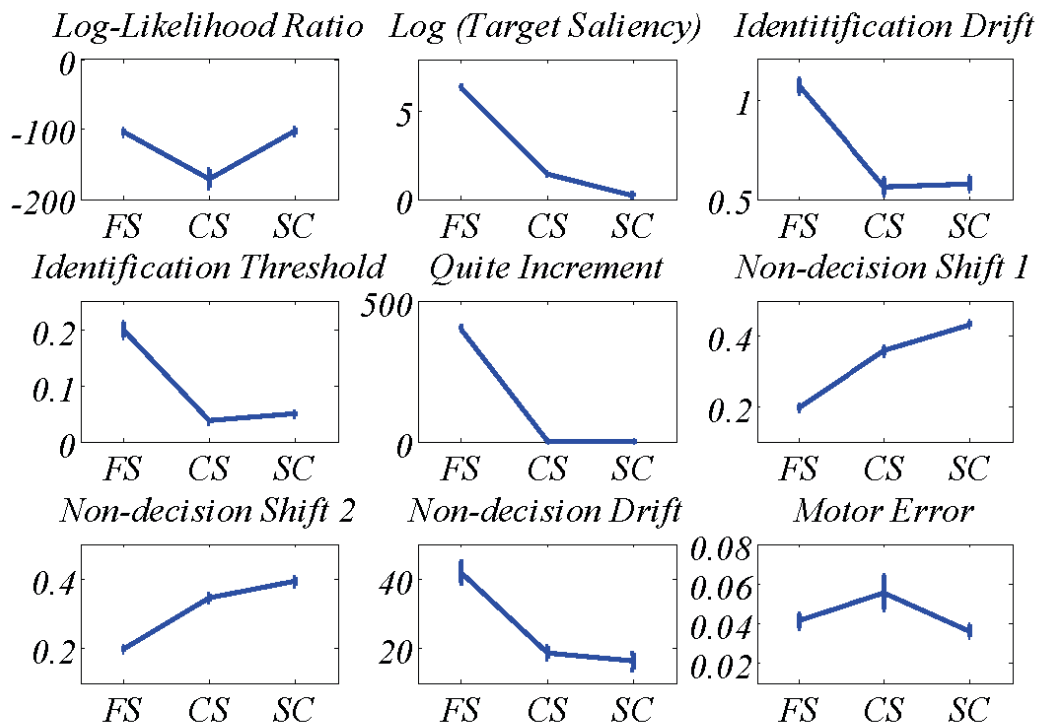 Log-Likelihood Ratio
0
-100
-200
FS CS SC
Log (Target Saliency)
5
0
FS CS SC
Identitification Drift
1
0.5
FS CS SC
Identification Threshold
0.2
0.1
0
FS CS SC
Quite Increment
500
0
FS CS SC
Non-decision Shift 1
0.4
0.2
FS CS SC
Non-decision Shift 2
0.4
0.2
FS CS SC
Non-decision Drift
40
20
FS CS SC
Motor Error
0.08
0.06
0.04
0.02
FS CS SC